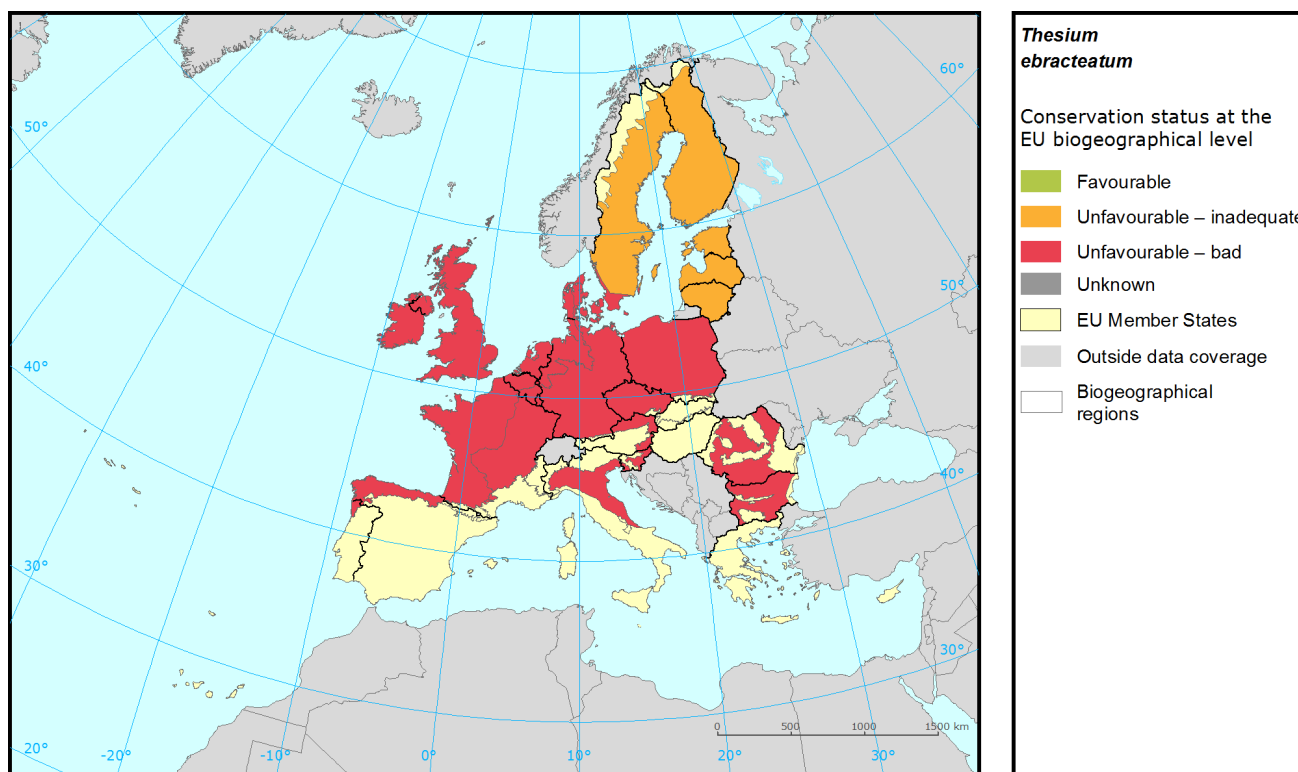 60°
50°
50°
40°
40°
30°
30°
20°
-20°
-10°
0°
10°
20°
30°
0 500 1000 1500 km
Thesium
ebracteatum
Conservation status at the
EU biogeographical level
Favourable
Unfavourable – inadequate
Unfavourable – bad
Unknown
EU Member States
Outside data coverage
Biogeographical
regions